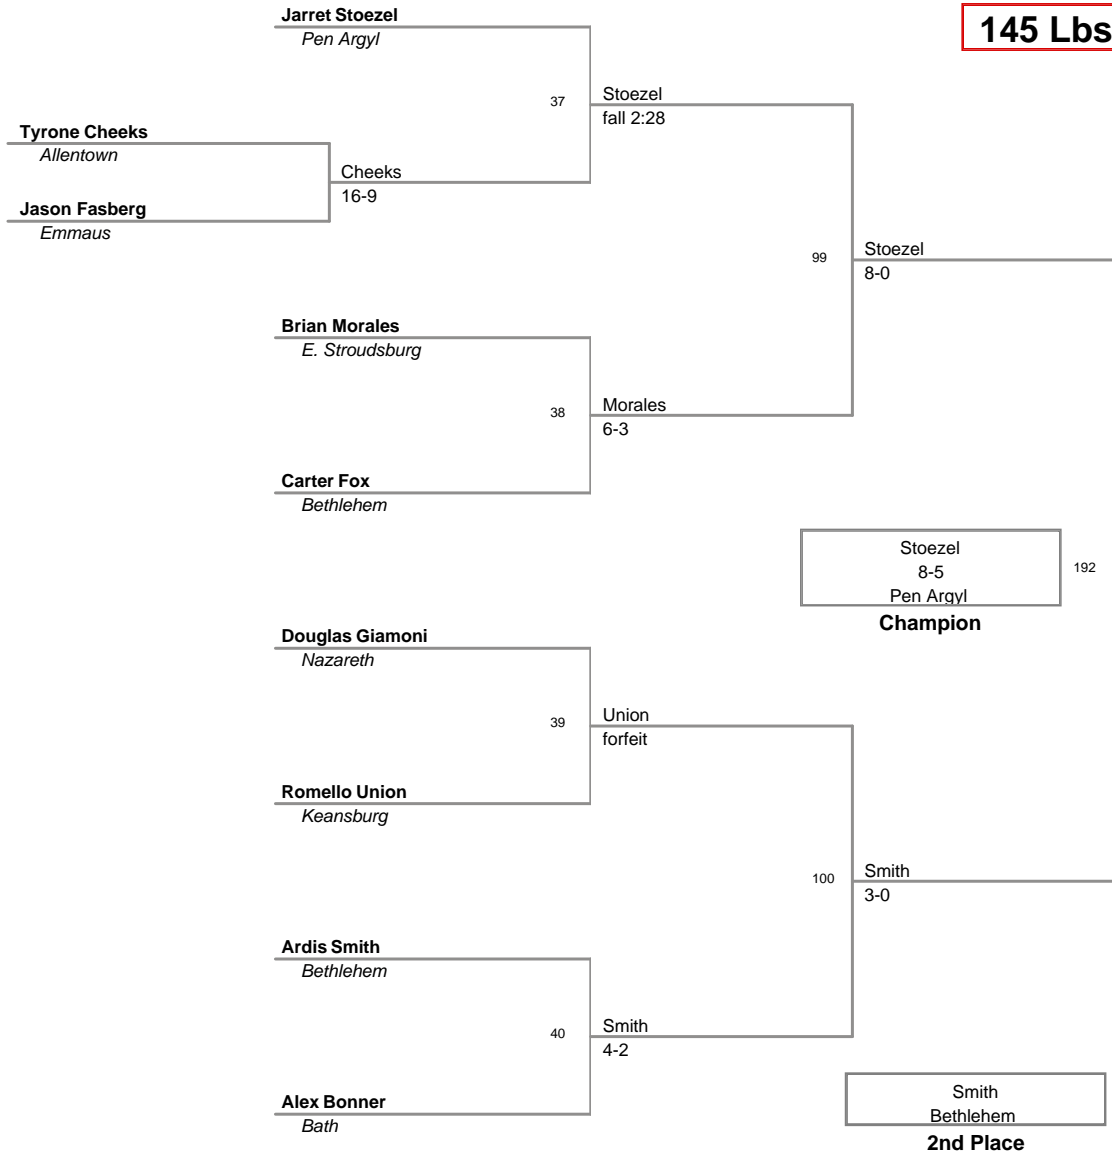 145 Lbs
Jarret Stoezel
Pen Argyl
37
Stoezel
fall 2:28
Tyrone Cheeks
Allentown
Cheeks
16-9
Jason Fasberg
Emmaus
99
Stoezel
8-0
Brian Morales
E. Stroudsburg
38
Morales
6-3
Carter Fox
Bethlehem
Stoezel
8-5
Pen Argyl
192
Champion
Douglas Giamoni
Nazareth
39
Union
forfeit
Romello Union
Keansburg
100
Smith
3-0
Ardis Smith
Bethlehem
40
Smith
4-2
Alex Bonner
Bath
Smith
Bethlehem
2nd Place